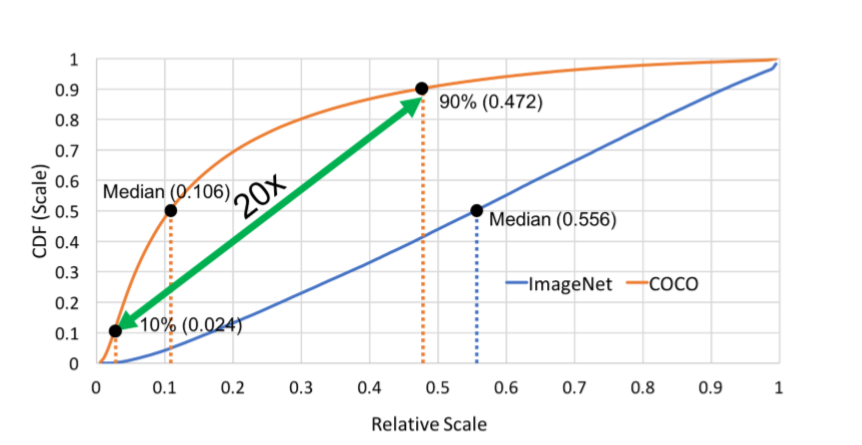 1
0.9
90% (0.472)
0.8
0.7
0.6
Median (0.106)
20x
0.5
Median (0.556)
0.4
0.3
ImageNet
COCO
0.2
0.1
10% (0.024)
0
CDF (Scale)
0 0.1 0.2 0.3 0.4 0.5 0.6 0.7 0.8 0.9 1
Relative Scale